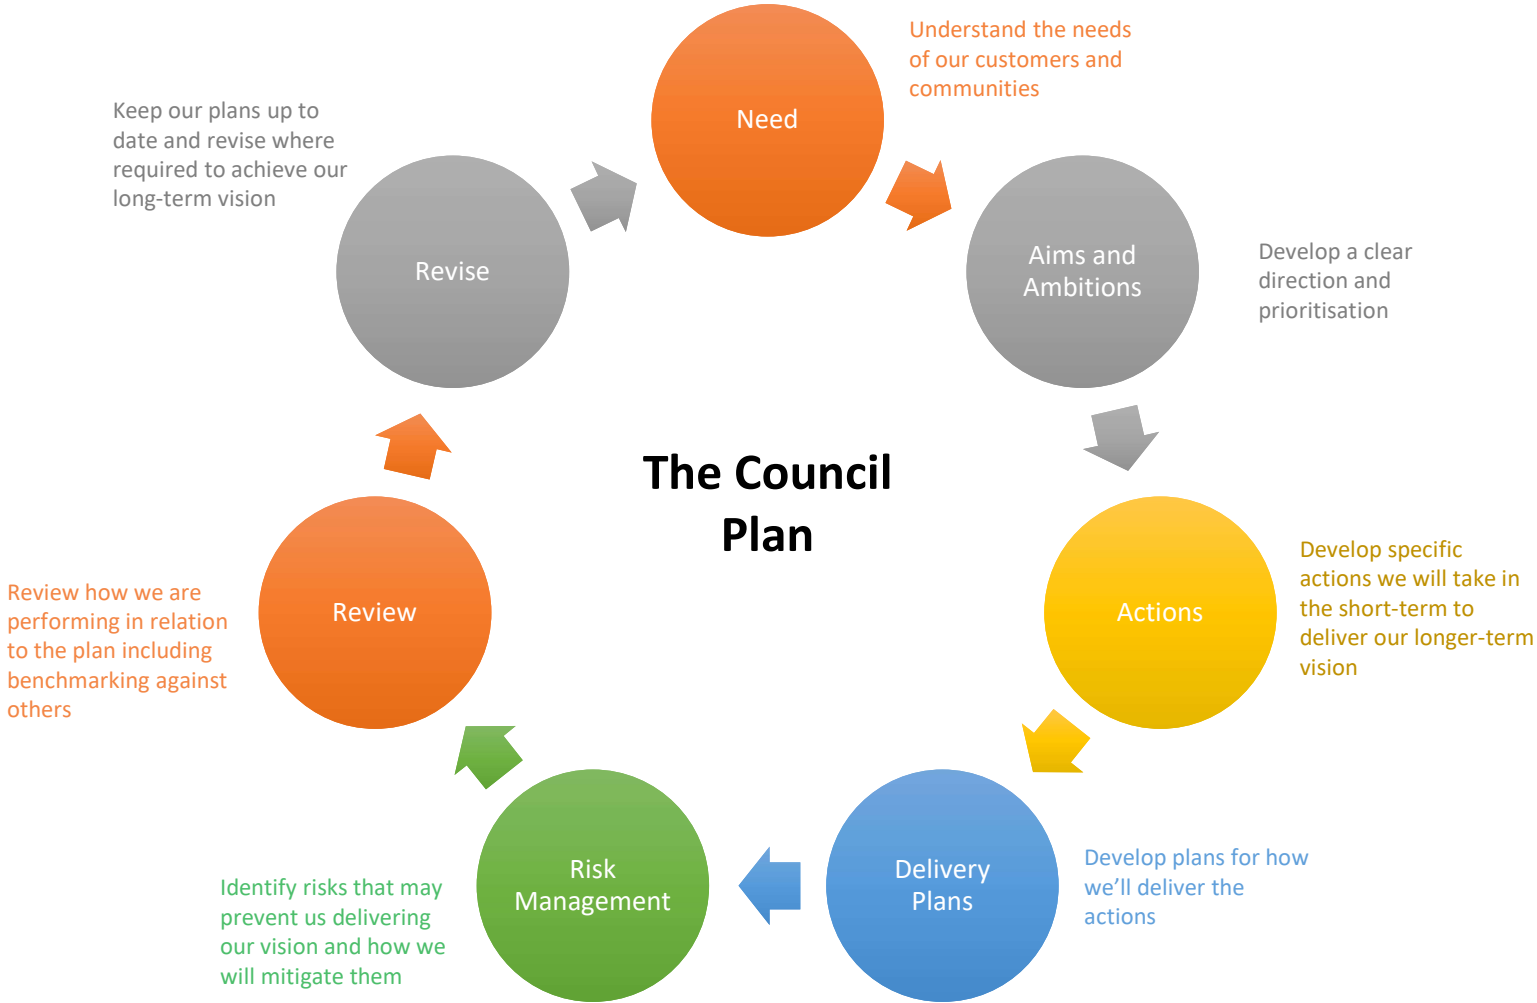 Need
Understand the needs
of our customers and
communities
Aims and
Ambitions
Develop a clear
direction and
prioritisation
Actions
Develop specific
actions we will take in
the short-term to
deliver our longer-term
vision
Delivery
Plans
Develop plans for how
we’ll deliver the
actions
Risk
Management
Identify risks that may
prevent us delivering
our vision and how we
will mitigate them
Review
Review how we are
performing in relation
to the plan including
benchmarking against
others
Revise
Keep our plans up to
date and revise where
required to achieve our
long-term vision
The Council
Plan